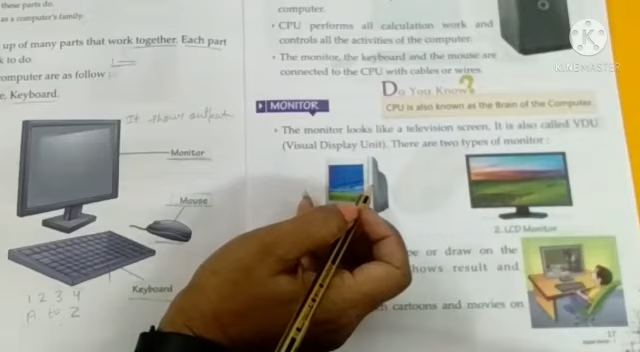 these parts do.
as a computer's family.
up of many parts that work together. Each part
k to do.
omputer are as follow :
e. Keyboard.
It shows output
Monitor
Mouse
Keyboard
1 2 3 4
A to Z
computer.
• CPU performs all calculation work and
controls all the activities of the computer.
• The monitor, the keyboard and the mouse are
connected to the CPU with cables or wires.
Do You Know?
CPU is also known as the Brain of the Computer.
MONITOR
• The monitor looks like a television screen. It is also called VDU
(Visual Display Unit). There are two types of monitor :
2. LCD Monitor
pe or draw on the
hows result and
cartoons and movies on
17
KINEMASTER